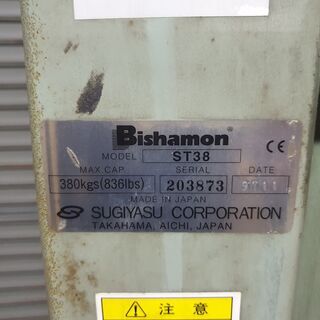 Bishamon
MODEL ST38
CE
MAX.CAP. SERIAL DATE
380kgs(836lbs) 203873
MADE IN JAPAN
SUGIYASU CORPORATION
TAKAHAMA, AICHI, JAPAN
注意